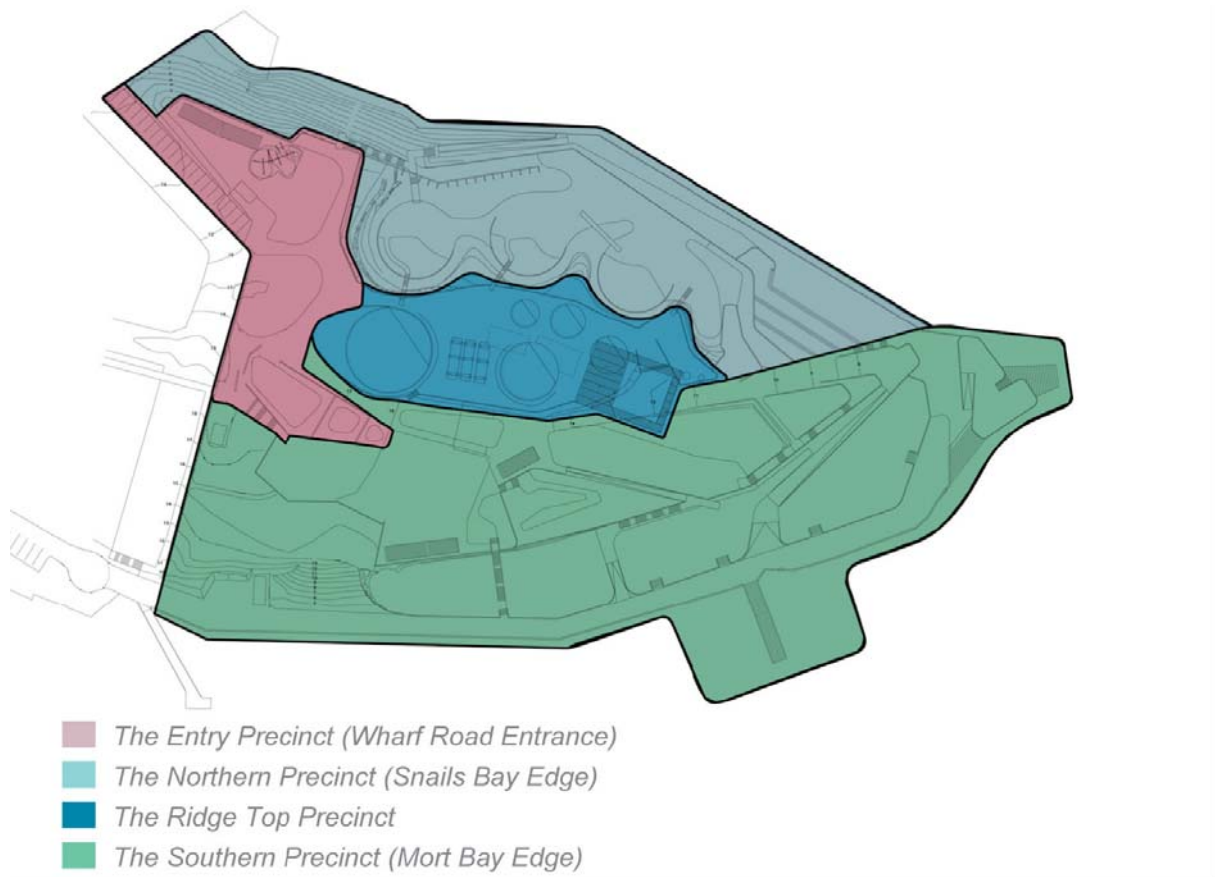 The Entry Precinct (Wharf Road Entrance)
The Northern Precinct (Snails Bay Edge)
The Ridge Top Precinct
The Southern Precinct (Mort Bay Edge)